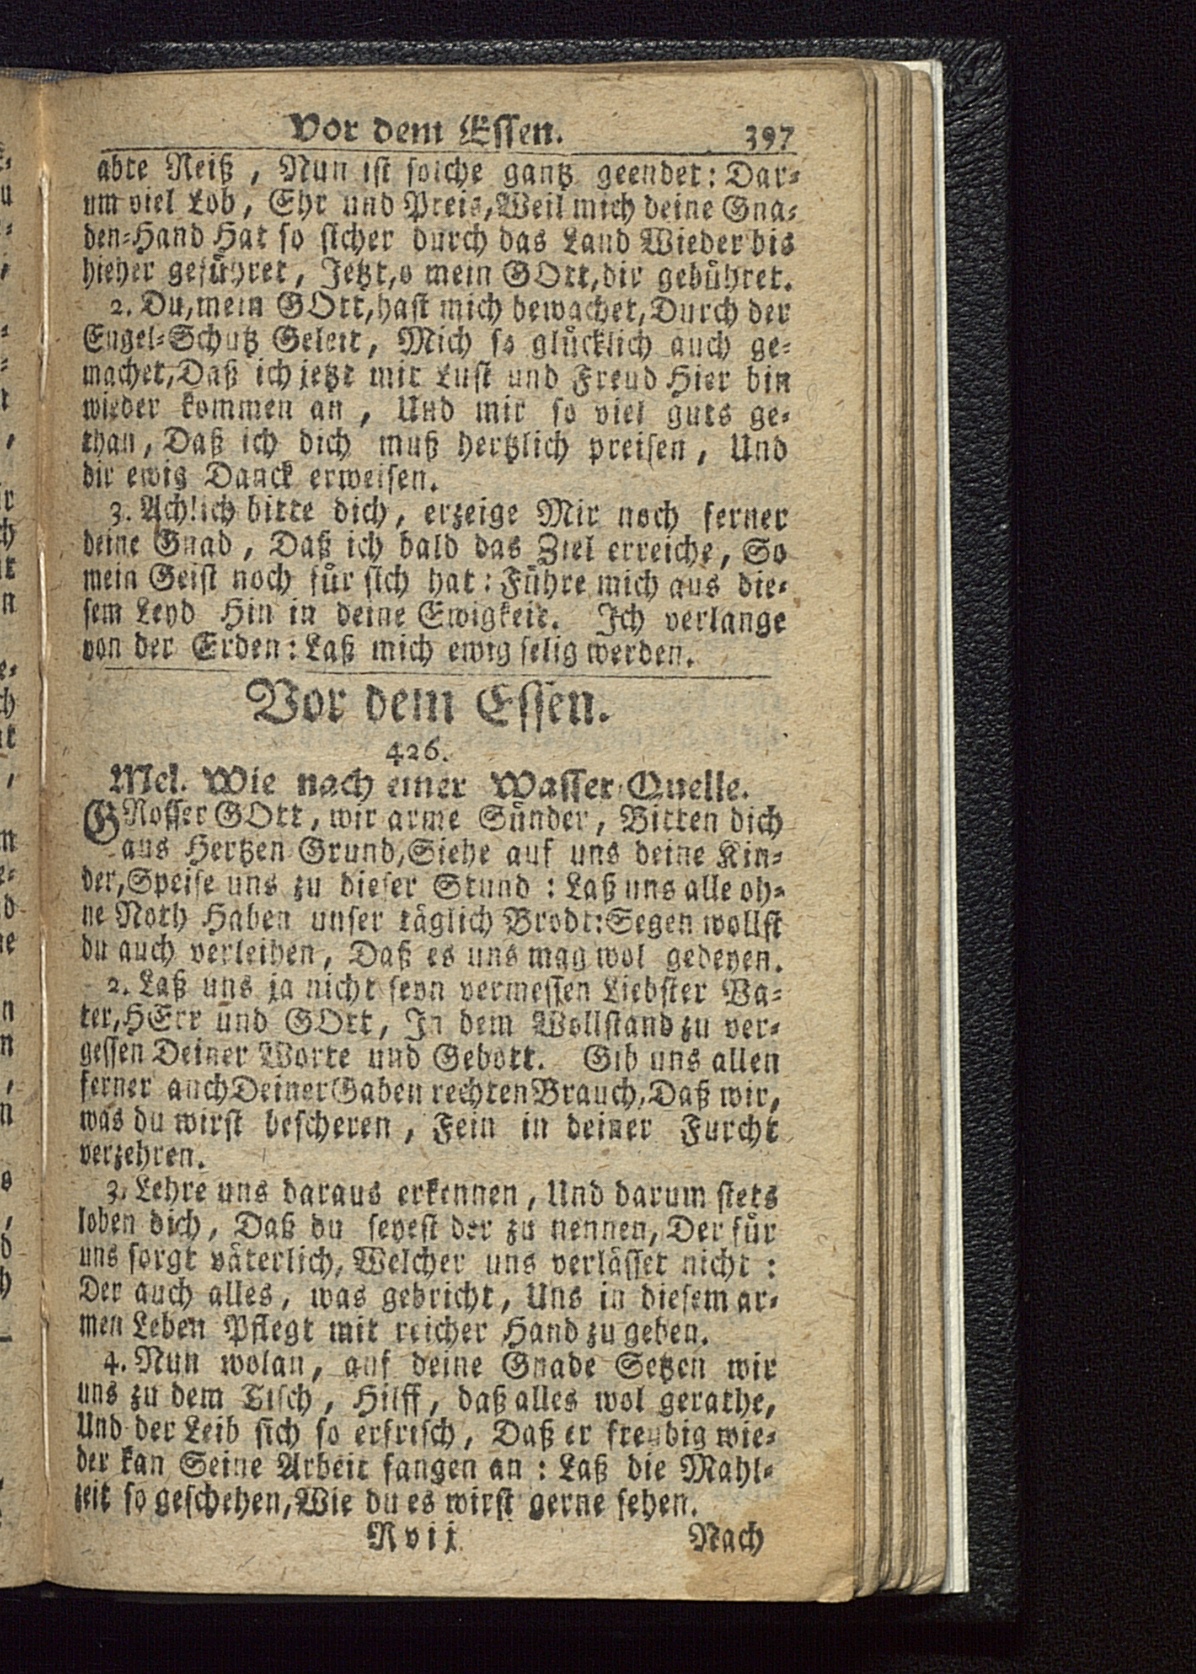 Vor dem Essen. 397
abte Reiß, Nun ist solche gantz geendet: Dar-
um viel Lob, Ehr und Preis, Weil mich deine Gna-
den-Hand Hat so sicher durch das Land Wieder bis
hieher geführet, Jetzt, o mein GOtt, dir gebühret.
2. Du, mein GOtt, hast mich bewachet, Durch der
Engel-Schutz Geleit, Mich so glücklich auch ge-
machet, Daß ich jetzt mit Lust und Freud Hier bin
wieder kommen an, Und mir so viel guts ge-
than, Daß ich dich muß hertzlich preisen, Und
dir ewig Danck erweisen.
3. Ach! ich bitte dich, erzeige Mir noch ferner
deine Gnad, Daß ich bald das Ziel erreiche, So
mein Geist noch für sich hat: Führe mich aus die-
sem Leyd Hin in deine Ewigkeit. Ich verlange
von der Erden: Laß mich ewig selig werden.
Vor dem Essen.
426.
Mel. Wie nach einer Wasser-Quelle.
GRosser GOtt, wir arme Sünder, Bitten dich
aus Hertzen Grund, Siehe auf uns deine Kin-
der, Speise uns zu dieser Stund: Laß uns alle oh-
ne Noth Haben unser täglich Brodt: Segen wollst
du auch verleihen, Daß es uns mag wol gedeyen.
2. Laß uns ja nicht seyn vermessen Liebster Va-
ter, HErr und GOtt, In dem Wollstand zu ver-
gessen Deiner Worte und Gebott. Gib uns allen
ferner auch Deiner Gaben rechten Brauch, Daß wir,
was du wirst bescheren, Fein in deiner Furcht
verzehren.
3. Lehre uns daraus erkennen, Und darum stets
loben dich, Daß du seyest der zu nennen, Der für
uns sorgt väterlich, Welcher uns verlässet nicht:
Der auch alles, was gebricht, Uns in diesem ar-
men Leben Pflegt mit reicher Hand zu geben.
4. Nun wolan, auf deine Gnade Setzen wir
uns zu dem Tisch, Hilff, daß alles wol gerathe,
Und der Leib sich so erfrisch, Daß er freudig wie-
der kan Seine Arbeit fangen an: Laß die Mahl-
zeit so geschehen, Wie du es wirst gerne sehen.
R vij Nach